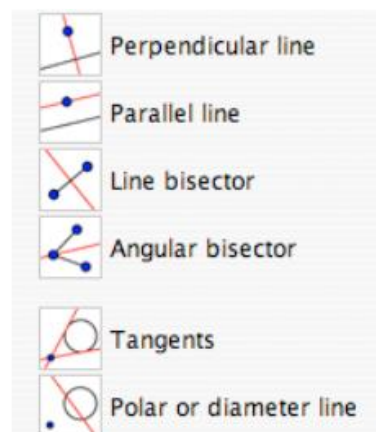 Perpendicular line
Parallel line
Line bisector
Angular bisector
Tangents
Polar or diameter line